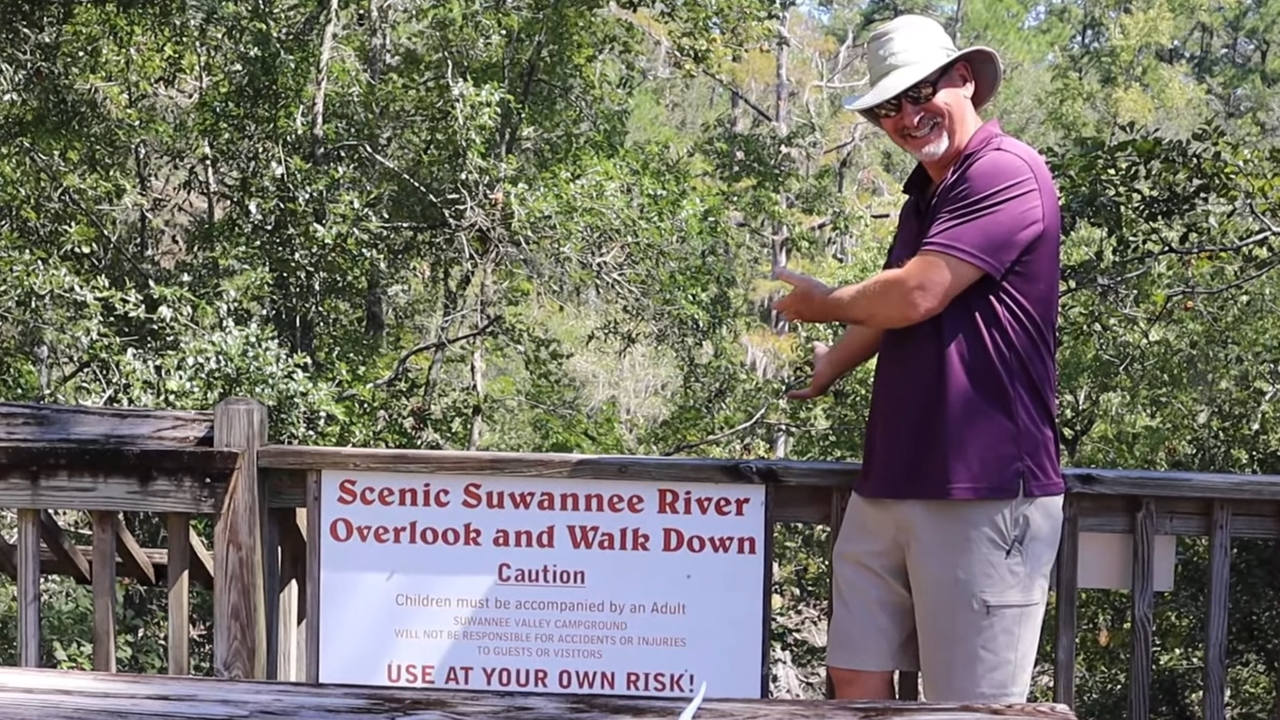 Scenic Suwannee River
Overlook and Walk Down
Caution
Children must be accompanied by an Adult
SUWANNEE VALLEY CAMPGROUND
WILL NOT BE RESPONSIBLE FOR ACCIDENTS OR INJURIES
TO GUESTS OR VISITORS
USE AT YOUR OWN RISK!